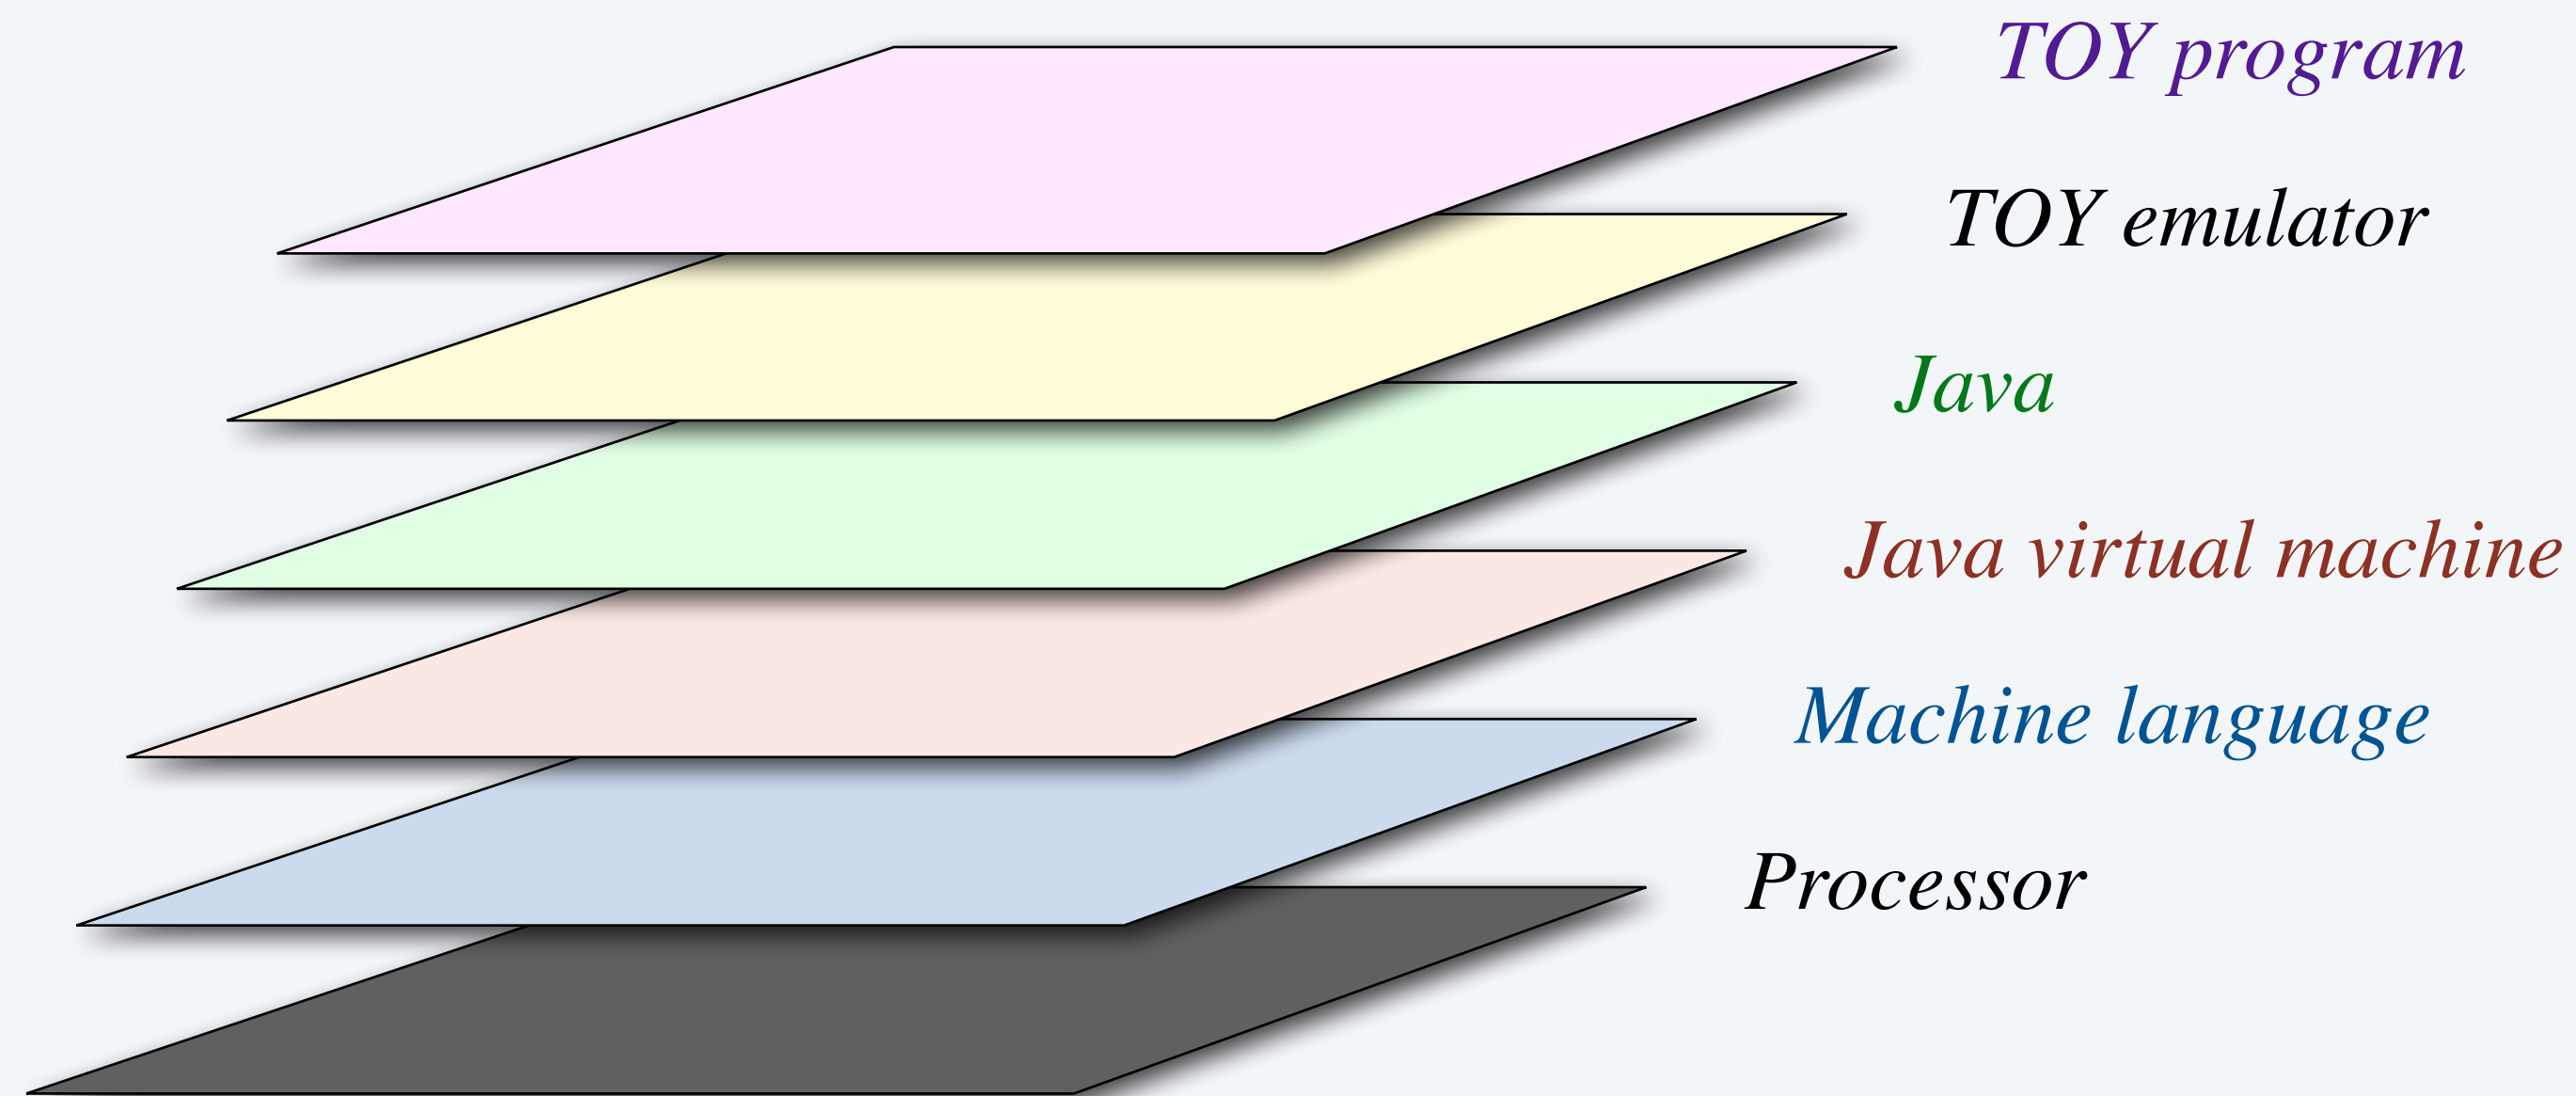 TOY program
TOY emulator
Java
Java virtual machine
Machine language
Processor